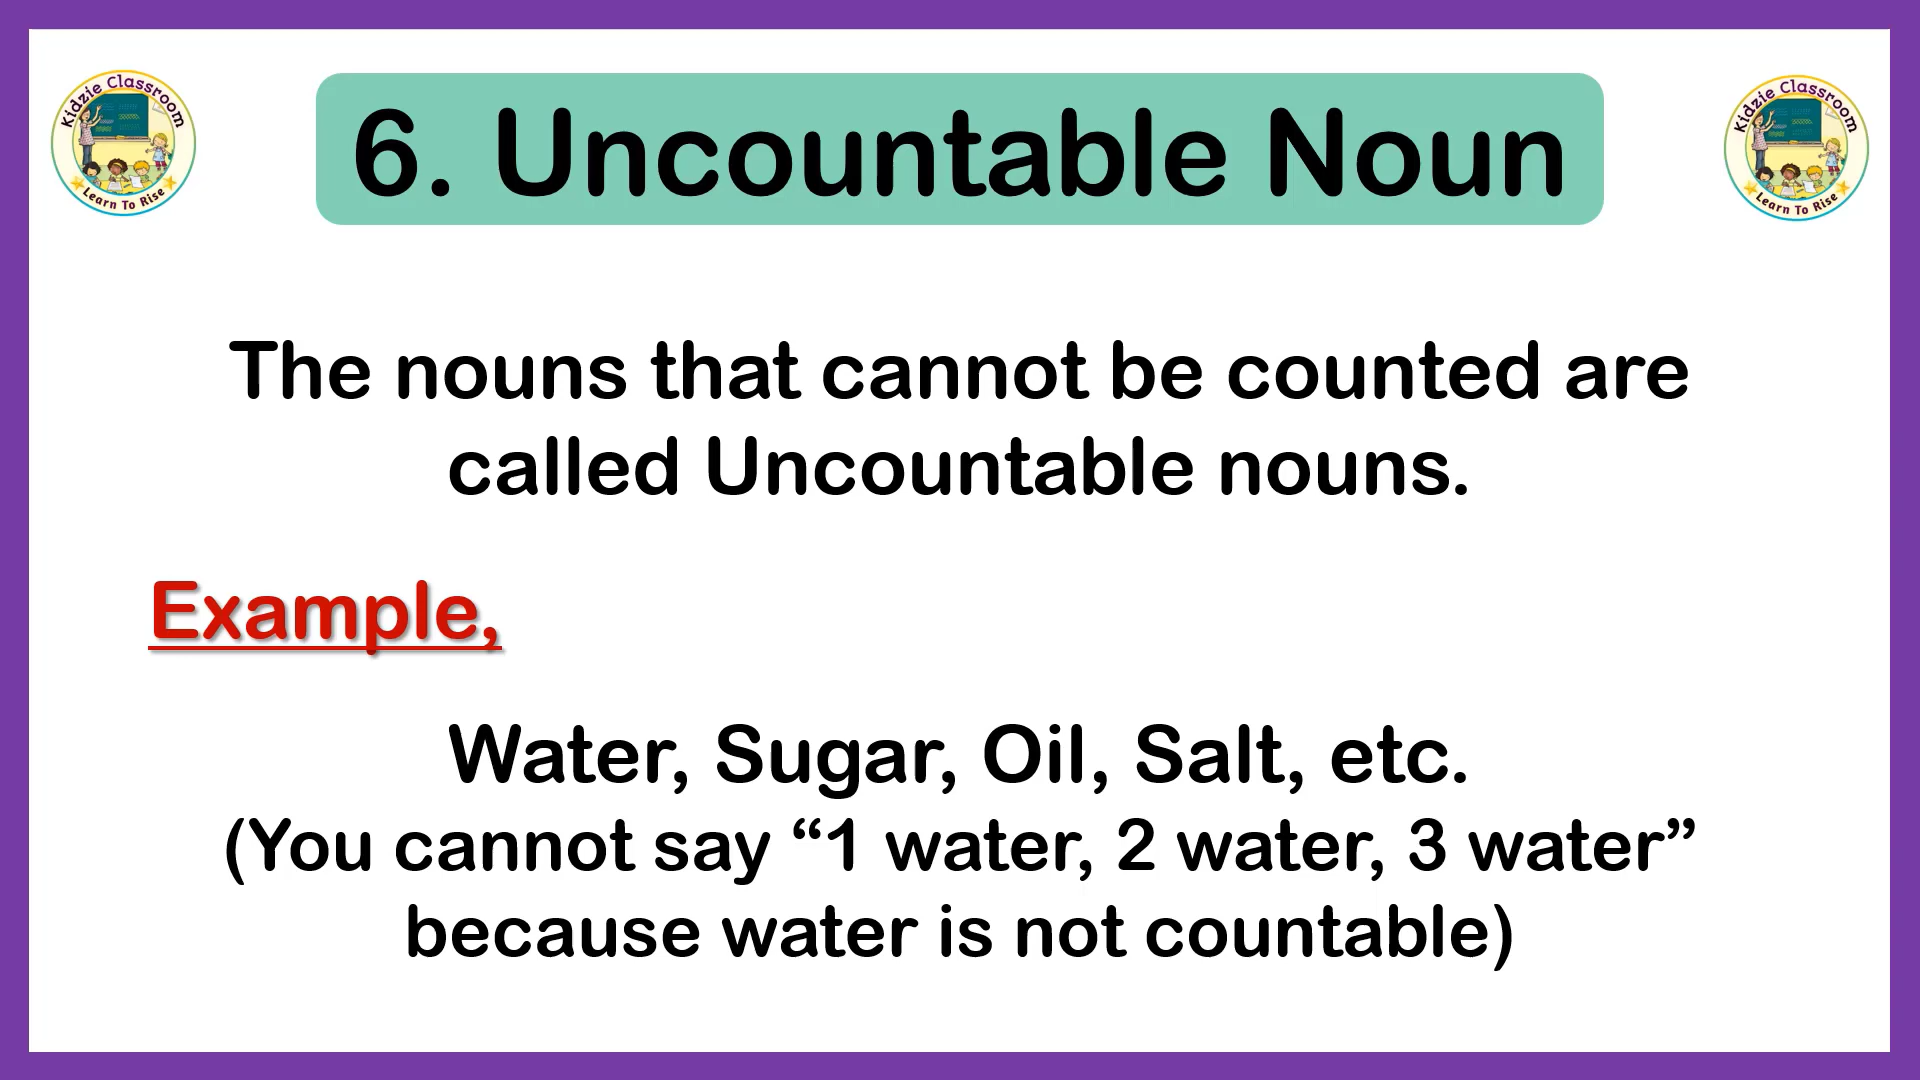 Kidzie Classroom
Learn To Rise
6. Uncountable Noun
Kidzie Classroom
Learn To Rise
The nouns that cannot be counted are
called Uncountable nouns.
Example,
Water, Sugar, Oil, Salt, etc.
(You cannot say “1 water, 2 water, 3 water”
because water is not countable)